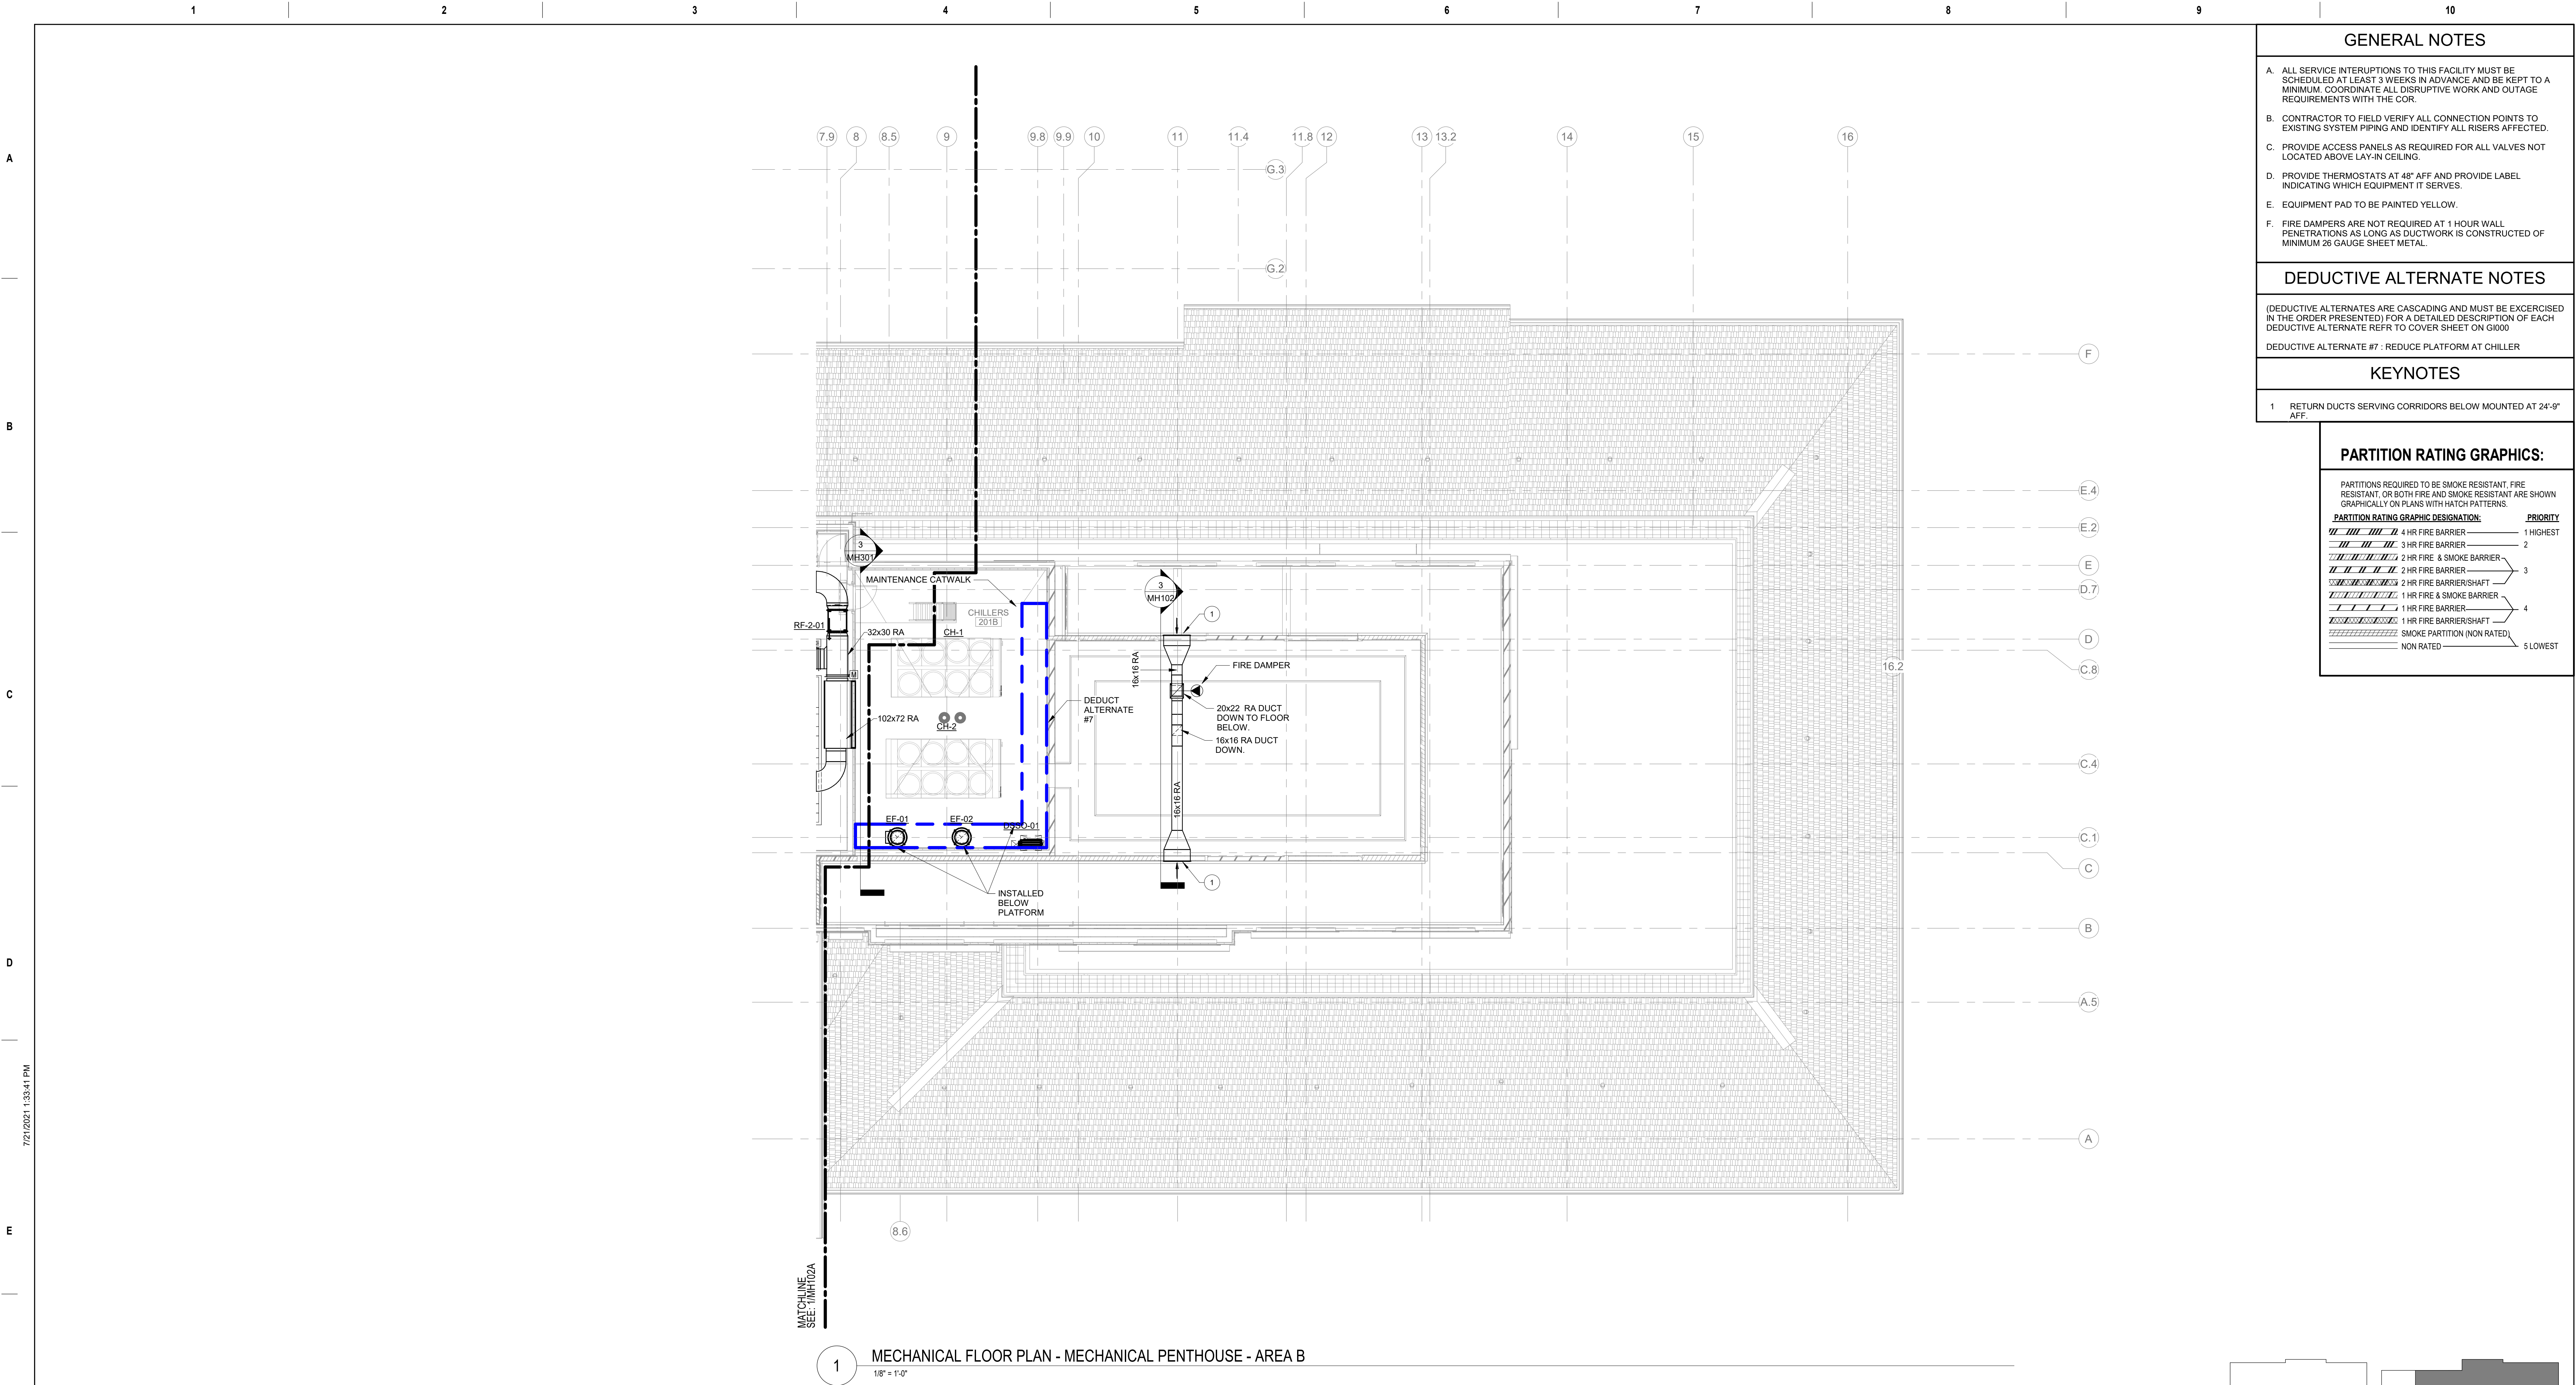 1 2 3 4 5 6 7 8 9 10
A
B
C
D
E
7/21/2021 1:33:41 PM
7.9 8 8.5 9 9.8 9.9 10 11 11.4 11.8 12 13 13.2 14 15 16
G.3
G.2
F
E.4
E.2
E
D.7
D
C.8
16.2
C.4
C.1
C
B
A.5
A
8.6
3
MH301
MAINTENANCE CATWALK
CHILLERS
201B
RF-2-01
32x30 RA
CH-1
M
102x72 RA
CH-2
DEDUCT
ALTERNATE
#7
EF-01
EF-02
DSSO-01
INSTALLED
BELOW
PLATFORM
3
MH102
1
16x16 RA
FIRE DAMPER
20x22 RA DUCT
DOWN TO FLOOR
BELOW.
16x16 RA DUCT
DOWN.
16x16 RA
1
MATCHLINE
SEE: 1/MH102A
1
MECHANICAL FLOOR PLAN - MECHANICAL PENTHOUSE - AREA B
1/8" = 1'-0"
GENERAL NOTES
A. ALL SERVICE INTERUPTIONS TO THIS FACILITY MUST BE
SCHEDULED AT LEAST 3 WEEKS IN ADVANCE AND BE KEPT TO A
MINIMUM. COORDINATE ALL DISRUPTIVE WORK AND OUTAGE
REQUIREMENTS WITH THE COR.
B. CONTRACTOR TO FIELD VERIFY ALL CONNECTION POINTS TO
EXISTING SYSTEM PIPING AND IDENTIFY ALL RISERS AFFECTED.
C. PROVIDE ACCESS PANELS AS REQUIRED FOR ALL VALVES NOT
LOCATED ABOVE LAY-IN CEILING.
D. PROVIDE THERMOSTATS AT 48" AFF AND PROVIDE LABEL
INDICATING WHICH EQUIPMENT IT SERVES.
E. EQUIPMENT PAD TO BE PAINTED YELLOW.
F. FIRE DAMPERS ARE NOT REQUIRED AT 1 HOUR WALL
PENETRATIONS AS LONG AS DUCTWORK IS CONSTRUCTED OF
MINIMUM 26 GAUGE SHEET METAL.
DEDUCTIVE ALTERNATE NOTES
(DEDUCTIVE ALTERNATES ARE CASCADING AND MUST BE EXCERCISED
IN THE ORDER PRESENTED) FOR A DETAILED DESCRIPTION OF EACH
DEDUCTIVE ALTERNATE REFR TO COVER SHEET ON GI000
DEDUCTIVE ALTERNATE #7 : REDUCE PLATFORM AT CHILLER
KEYNOTES
1 RETURN DUCTS SERVING CORRIDORS BELOW MOUNTED AT 24'-9"
AFF.
PARTITION RATING GRAPHICS:
PARTITIONS REQUIRED TO BE SMOKE RESISTANT, FIRE
RESISTANT, OR BOTH FIRE AND SMOKE RESISTANT ARE SHOWN
GRAPHICALLY ON PLANS WITH HATCH PATTERNS.
PARTITION RATING GRAPHIC DESIGNATION: PRIORITY
4 HR FIRE BARRIER 1 HIGHEST
3 HR FIRE BARRIER 2
2 HR FIRE & SMOKE BARRIER
2 HR FIRE BARRIER 3
2 HR FIRE BARRIER/SHAFT
1 HR FIRE & SMOKE BARRIER
1 HR FIRE BARRIER 4
1 HR FIRE BARRIER/SHAFT
SMOKE PARTITION (NON RATED)
NON RATED 5 LOWEST